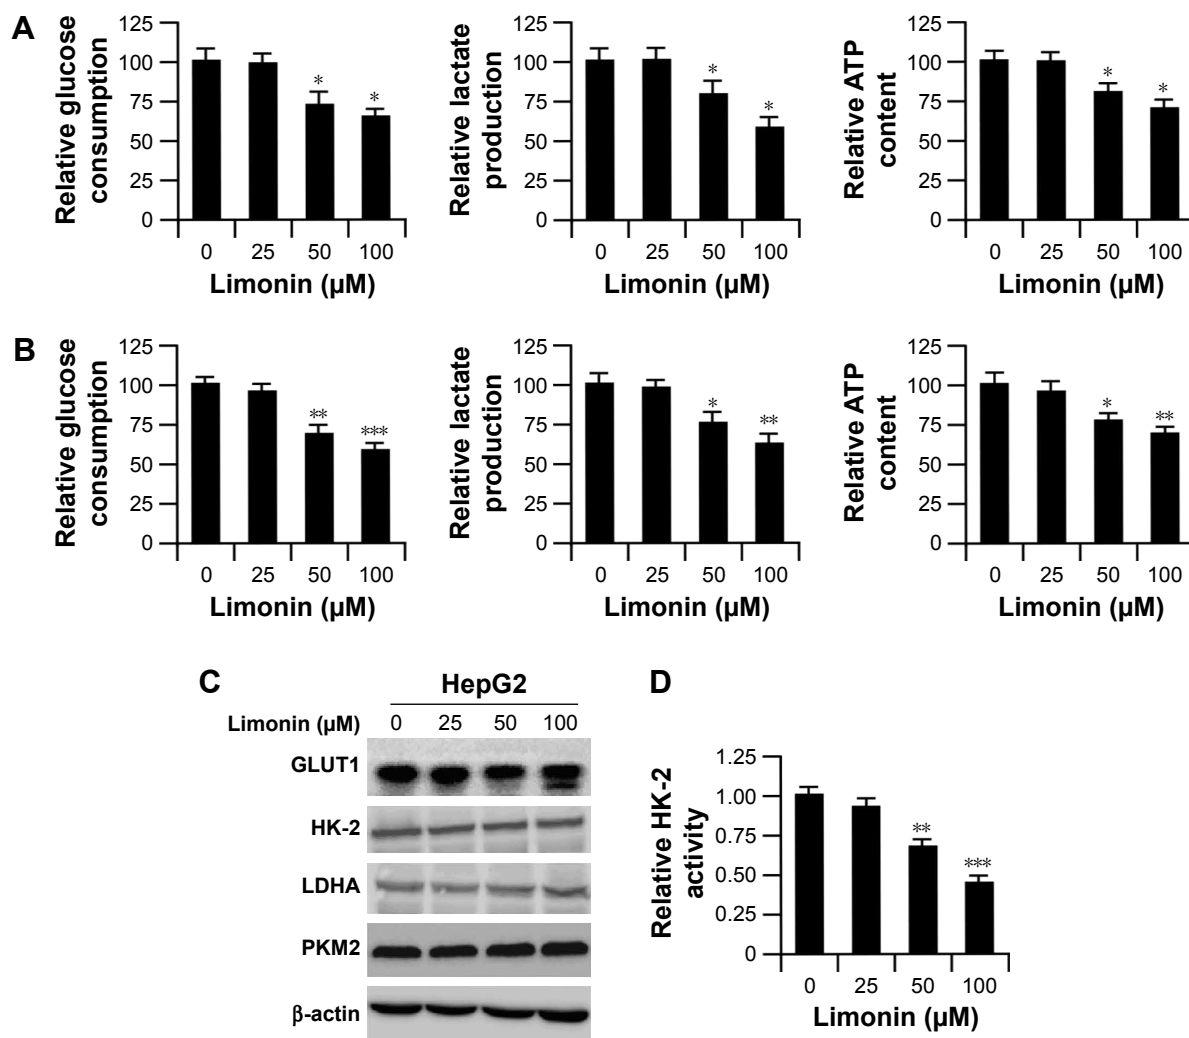 A
Relative glucose
consumption
125
100
75
50
25
0
*
*
0 25 50 100
Limonin (µM)
Relative lactate
production
125
100
75
50
25
0
*
*
0 25 50 100
Limonin (µM)
Relative ATP
content
125
100
75
50
25
0
*
*
0 25 50 100
Limonin (µM)
B
Relative glucose
consumption
125
100
75
50
25
0
**
***
0 25 50 100
Limonin (µM)
Relative lactate
production
125
100
75
50
25
0
*
**
0 25 50 100
Limonin (µM)
Relative ATP
content
125
100
75
50
25
0
*
**
0 25 50 100
Limonin (µM)
C
HepG2
Limonin (µM) 0 25 50 100
GLUT1
HK-2
LDHA
PKM2
β-actin
D
Relative HK-2
activity
1.25
1.00
0.75
0.50
0.25
0
**
***
0 25 50 100
Limonin (µM)